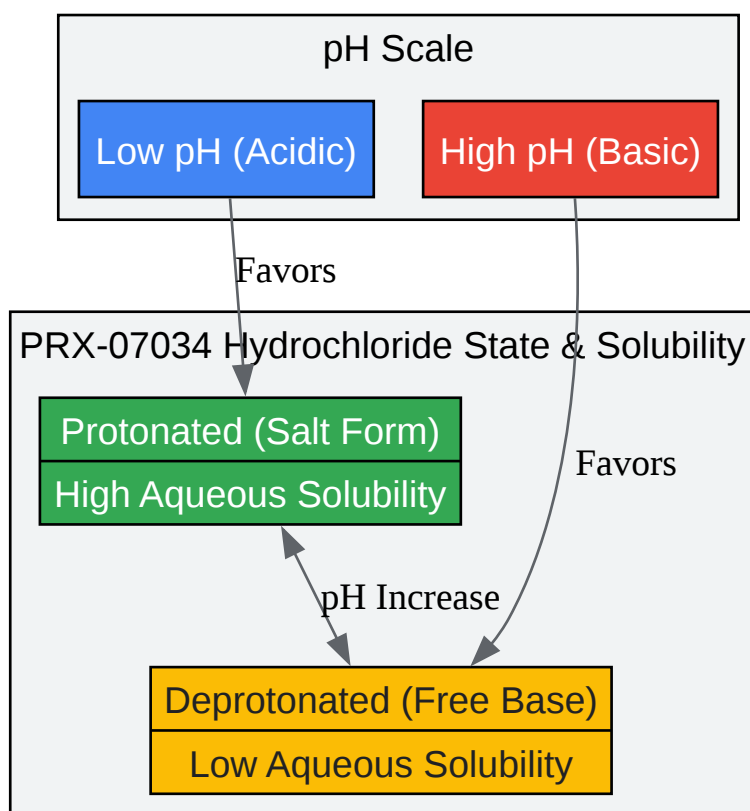 pH Scale
Low pH (Acidic)
High pH (Basic)
Favors
PRX-07034 Hydrochloride State & Solubility
Protonated (Salt Form)
High Aqueous Solubility
Favors
pH Increase
Deprotonated (Free Base)
Low Aqueous Solubility